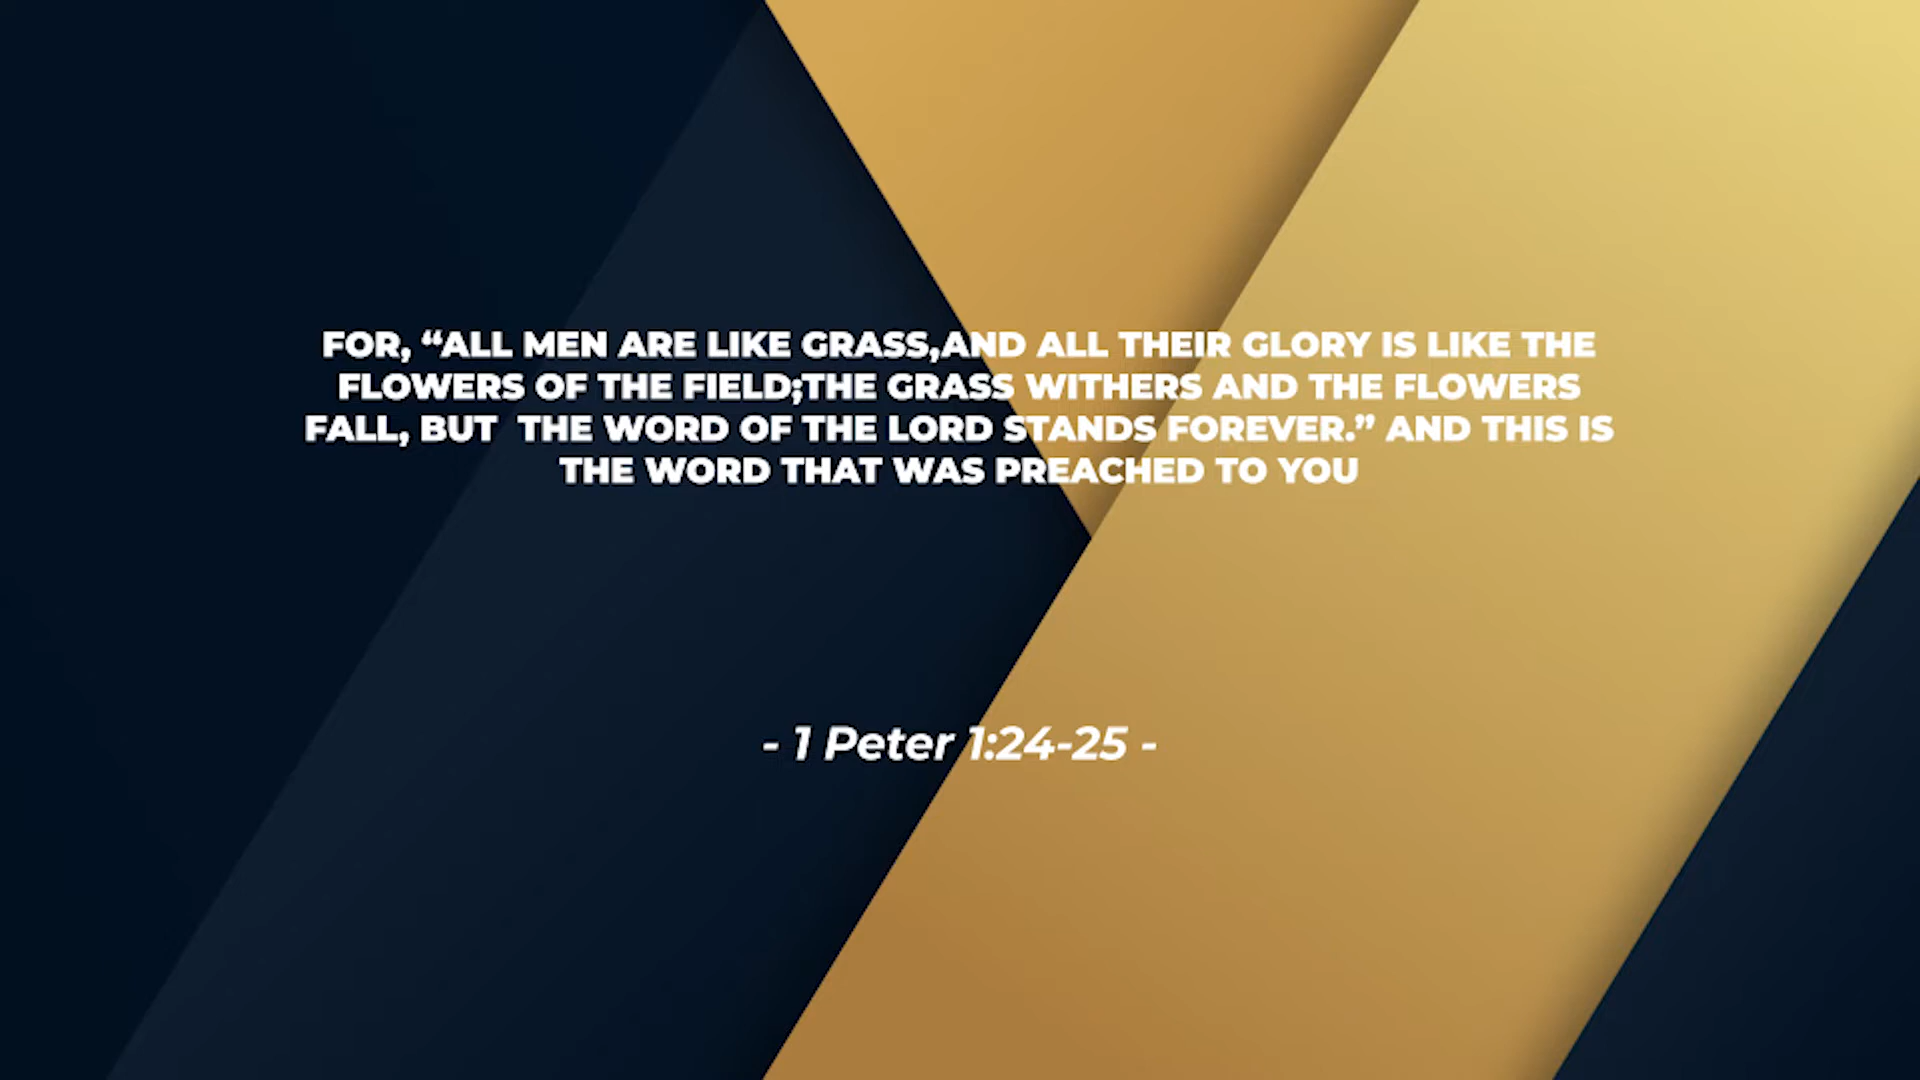 FOR, “ALL MEN ARE LIKE GRASS,AND ALL THEIR GLORY IS LIKE THE
FLOWERS OF THE FIELD;THE GRASS WITHERS AND THE FLOWERS
FALL, BUT  THE WORD OF THE LORD STANDS FOREVER.” AND THIS IS
THE WORD THAT WAS PREACHED TO YOU
- 1 Peter 1:24-25 -